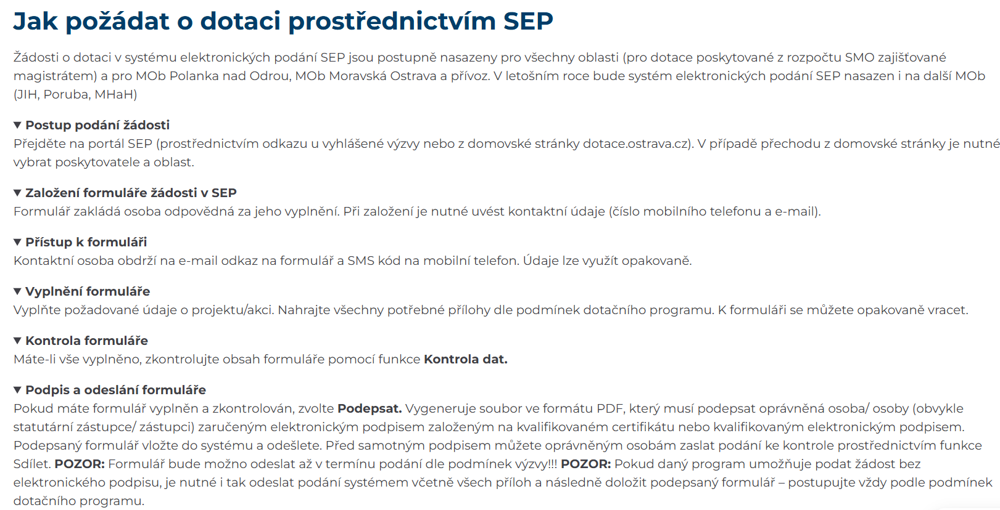 Jak požádat o dotaci prostřednictvím SEP
Žádosti o dotaci v systému elektronických podání SEP jsou postupně nasazeny pro všechny oblasti (pro dotace poskytované z rozpočtu SMO zajišťované
magistrátem) a pro MOb Polanka nad Odrou, MOb Moravská Ostrava a přívoz. V letošním roce bude systém elektronických podání SEP nasazen i na další MOb
(JIH, Poruba, MHaH)
▼ Postup podání žádosti
Přejděte na portál SEP (prostřednictvím odkazu u vyhlášené výzvy nebo z domovské stránky dotace.ostrava.cz). V případě přechodu z domovské stránky je nutné
vybrat poskytovatele a oblast.
▼ Založení formuláře žádosti v SEP
Formulář zakládá osoba odpovědná za jeho vyplnění. Při založení je nutné uvést kontaktní údaje (číslo mobilního telefonu a e-mail).
▼ Přístup k formuláři
Kontaktní osoba obdrží na e-mail odkaz na formulář a SMS kód na mobilní telefon. Údaje lze využít opakovaně.
▼ Vyplnění formuláře
Vyplňte požadované údaje o projektu/akci. Nahrajte všechny potřebné přílohy dle podmínek dotačního programu. K formuláři se můžete opakovaně vracet.
▼ Kontrola formuláře
Máte-li vše vyplněno, zkontrolujte obsah formuláře pomocí funkce Kontrola dat.
▼ Podpis a odeslání formuláře
Pokud máte formulář vyplněn a zkontrolován, zvolte Podepsat. Vygeneruje soubor ve formátu PDF, který musí podepsat oprávněná osoba/ osoby (obvykle
statutární zástupce/ zástupci) zaručeným elektronickým podpisem založeným na kvalifikovaném certifikátu nebo kvalifikovaným elektronickým podpisem.
Podepsaný formulář vložte do systému a odešlete. Před samotným podpisem můžete oprávněným osobám zaslat podání ke kontrole prostřednictvím funkce
Sdílet. POZOR: Formulář bude možno odeslat až v termínu podání dle podmínek výzvy!!! POZOR: Pokud daný program umožňuje podat žádost bez
elektronického podpisu, je nutné i tak odeslat podání systémem včetně všech příloh a následně doložit podepsaný formulář – postupujte vždy podle podmínek
dotačního programu.